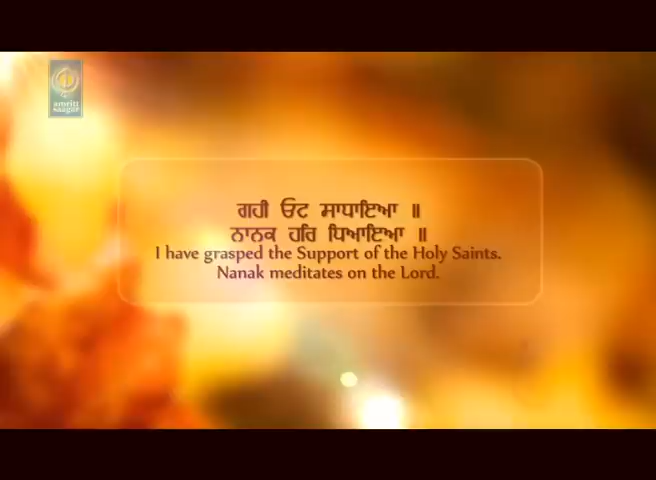 amritt
saagar
ਗਹੀ ਓਟ ਸਾਧਾਇਆ ॥
ਨਾਨਕ ਹਰਿ ਧਿਆਇਆ ॥
I have grasped the Support of the Holy Saints.
Nanak meditates on the Lord.